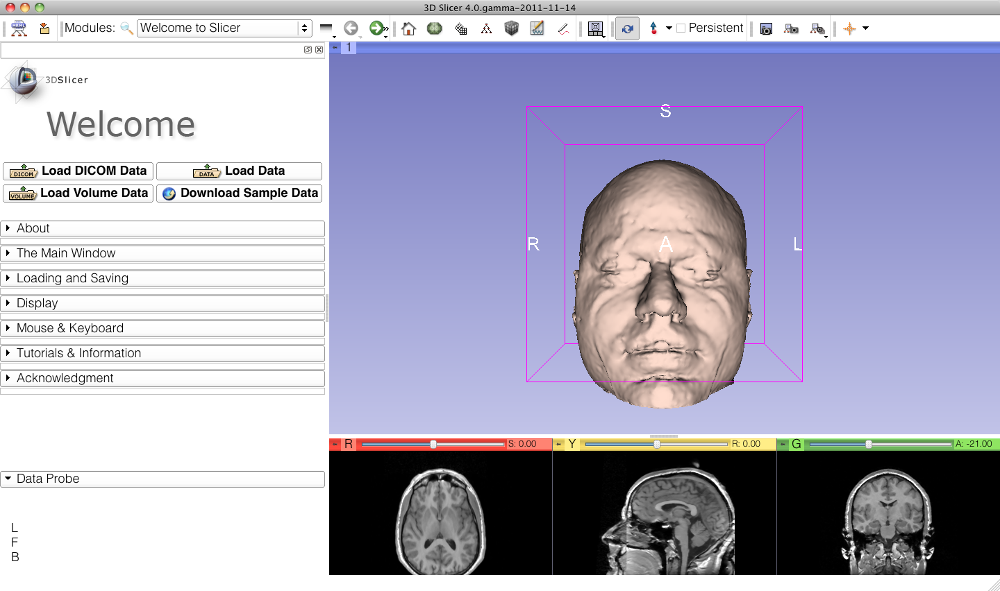 3D Slicer 4.0.gamma-2011-11-14
MRML Modules: Welcome to Slicer Persistent
1
3DSlicer
Welcome
DICOM Load DICOM Data
DATA Load Data
VOLUME Load Volume Data
Download Sample Data
About
The Main Window
Loading and Saving
Display
Mouse & Keyboard
Tutorials & Information
Acknowledgment
Data Probe
L
F
B
S
R A L
R S: 0.00
Y R: 0.00
G A: -21.00